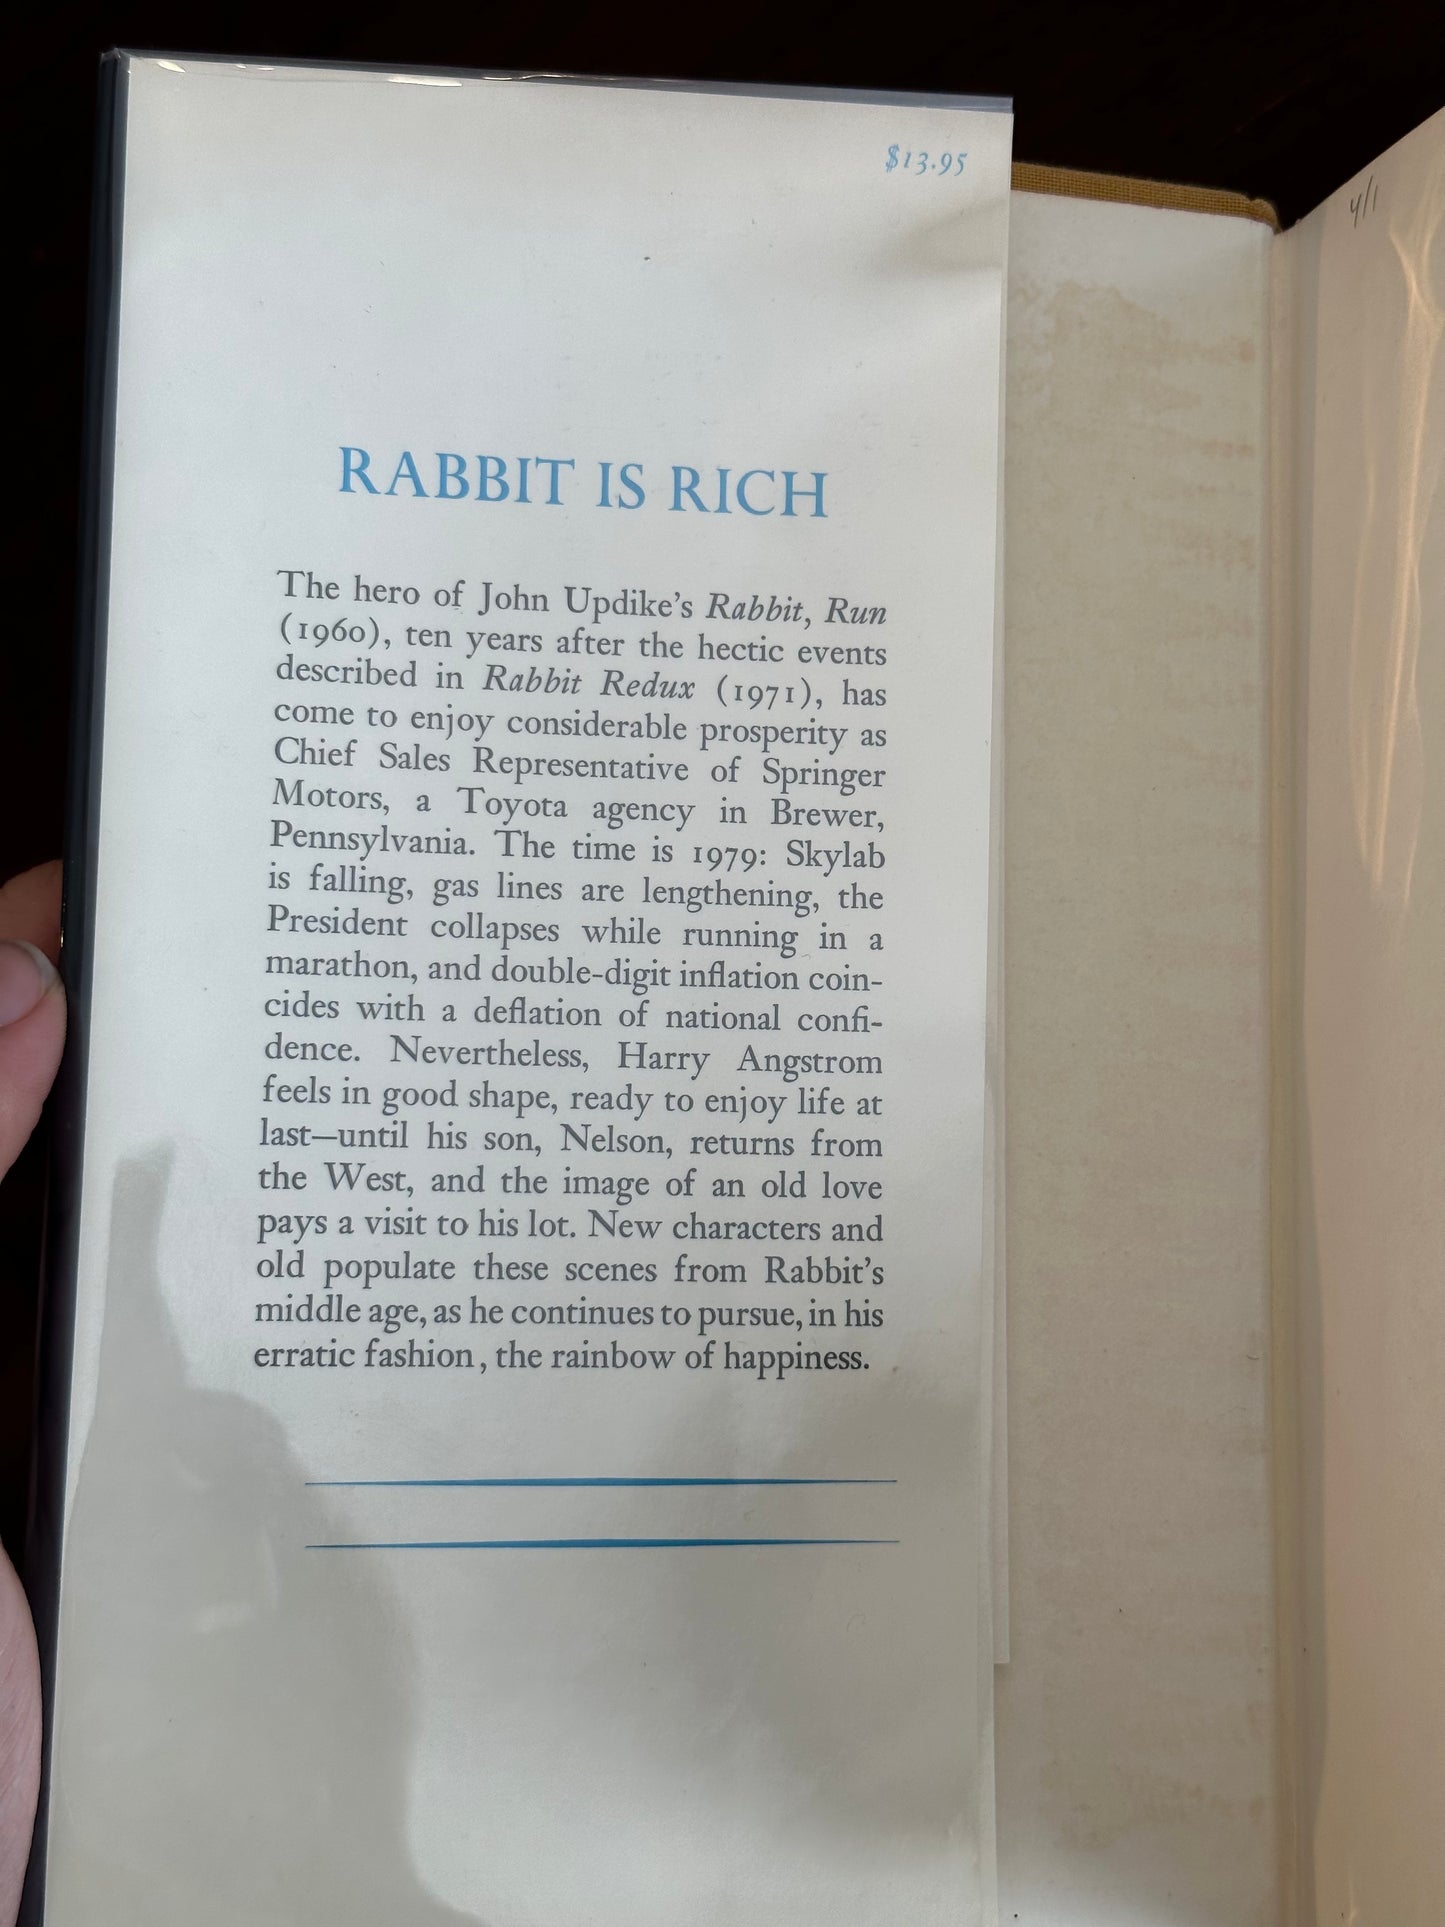 $13.95
4/1
RABBIT IS RICH
The hero of John Updike's Rabbit, Run
(1960), ten years after the hectic events
described in Rabbit Redux (1971), has
come to enjoy considerable prosperity as
Chief Sales Representative of Springer
Motors, a Toyota agency in Brewer,
Pennsylvania. The time is 1979: Skylab
is falling, gas lines are lengthening, the
President collapses while running in a
marathon, and double-digit inflation coin-
cides with a deflation of national confi-
dence. Nevertheless, Harry Angstrom
feels in good shape, ready to enjoy life at
last—until his son, Nelson, returns from
the West, and the image of an old love
pays a visit to his lot. New characters and
old populate these scenes from Rabbit's
middle age, as he continues to pursue, in his
erratic fashion, the rainbow of happiness.